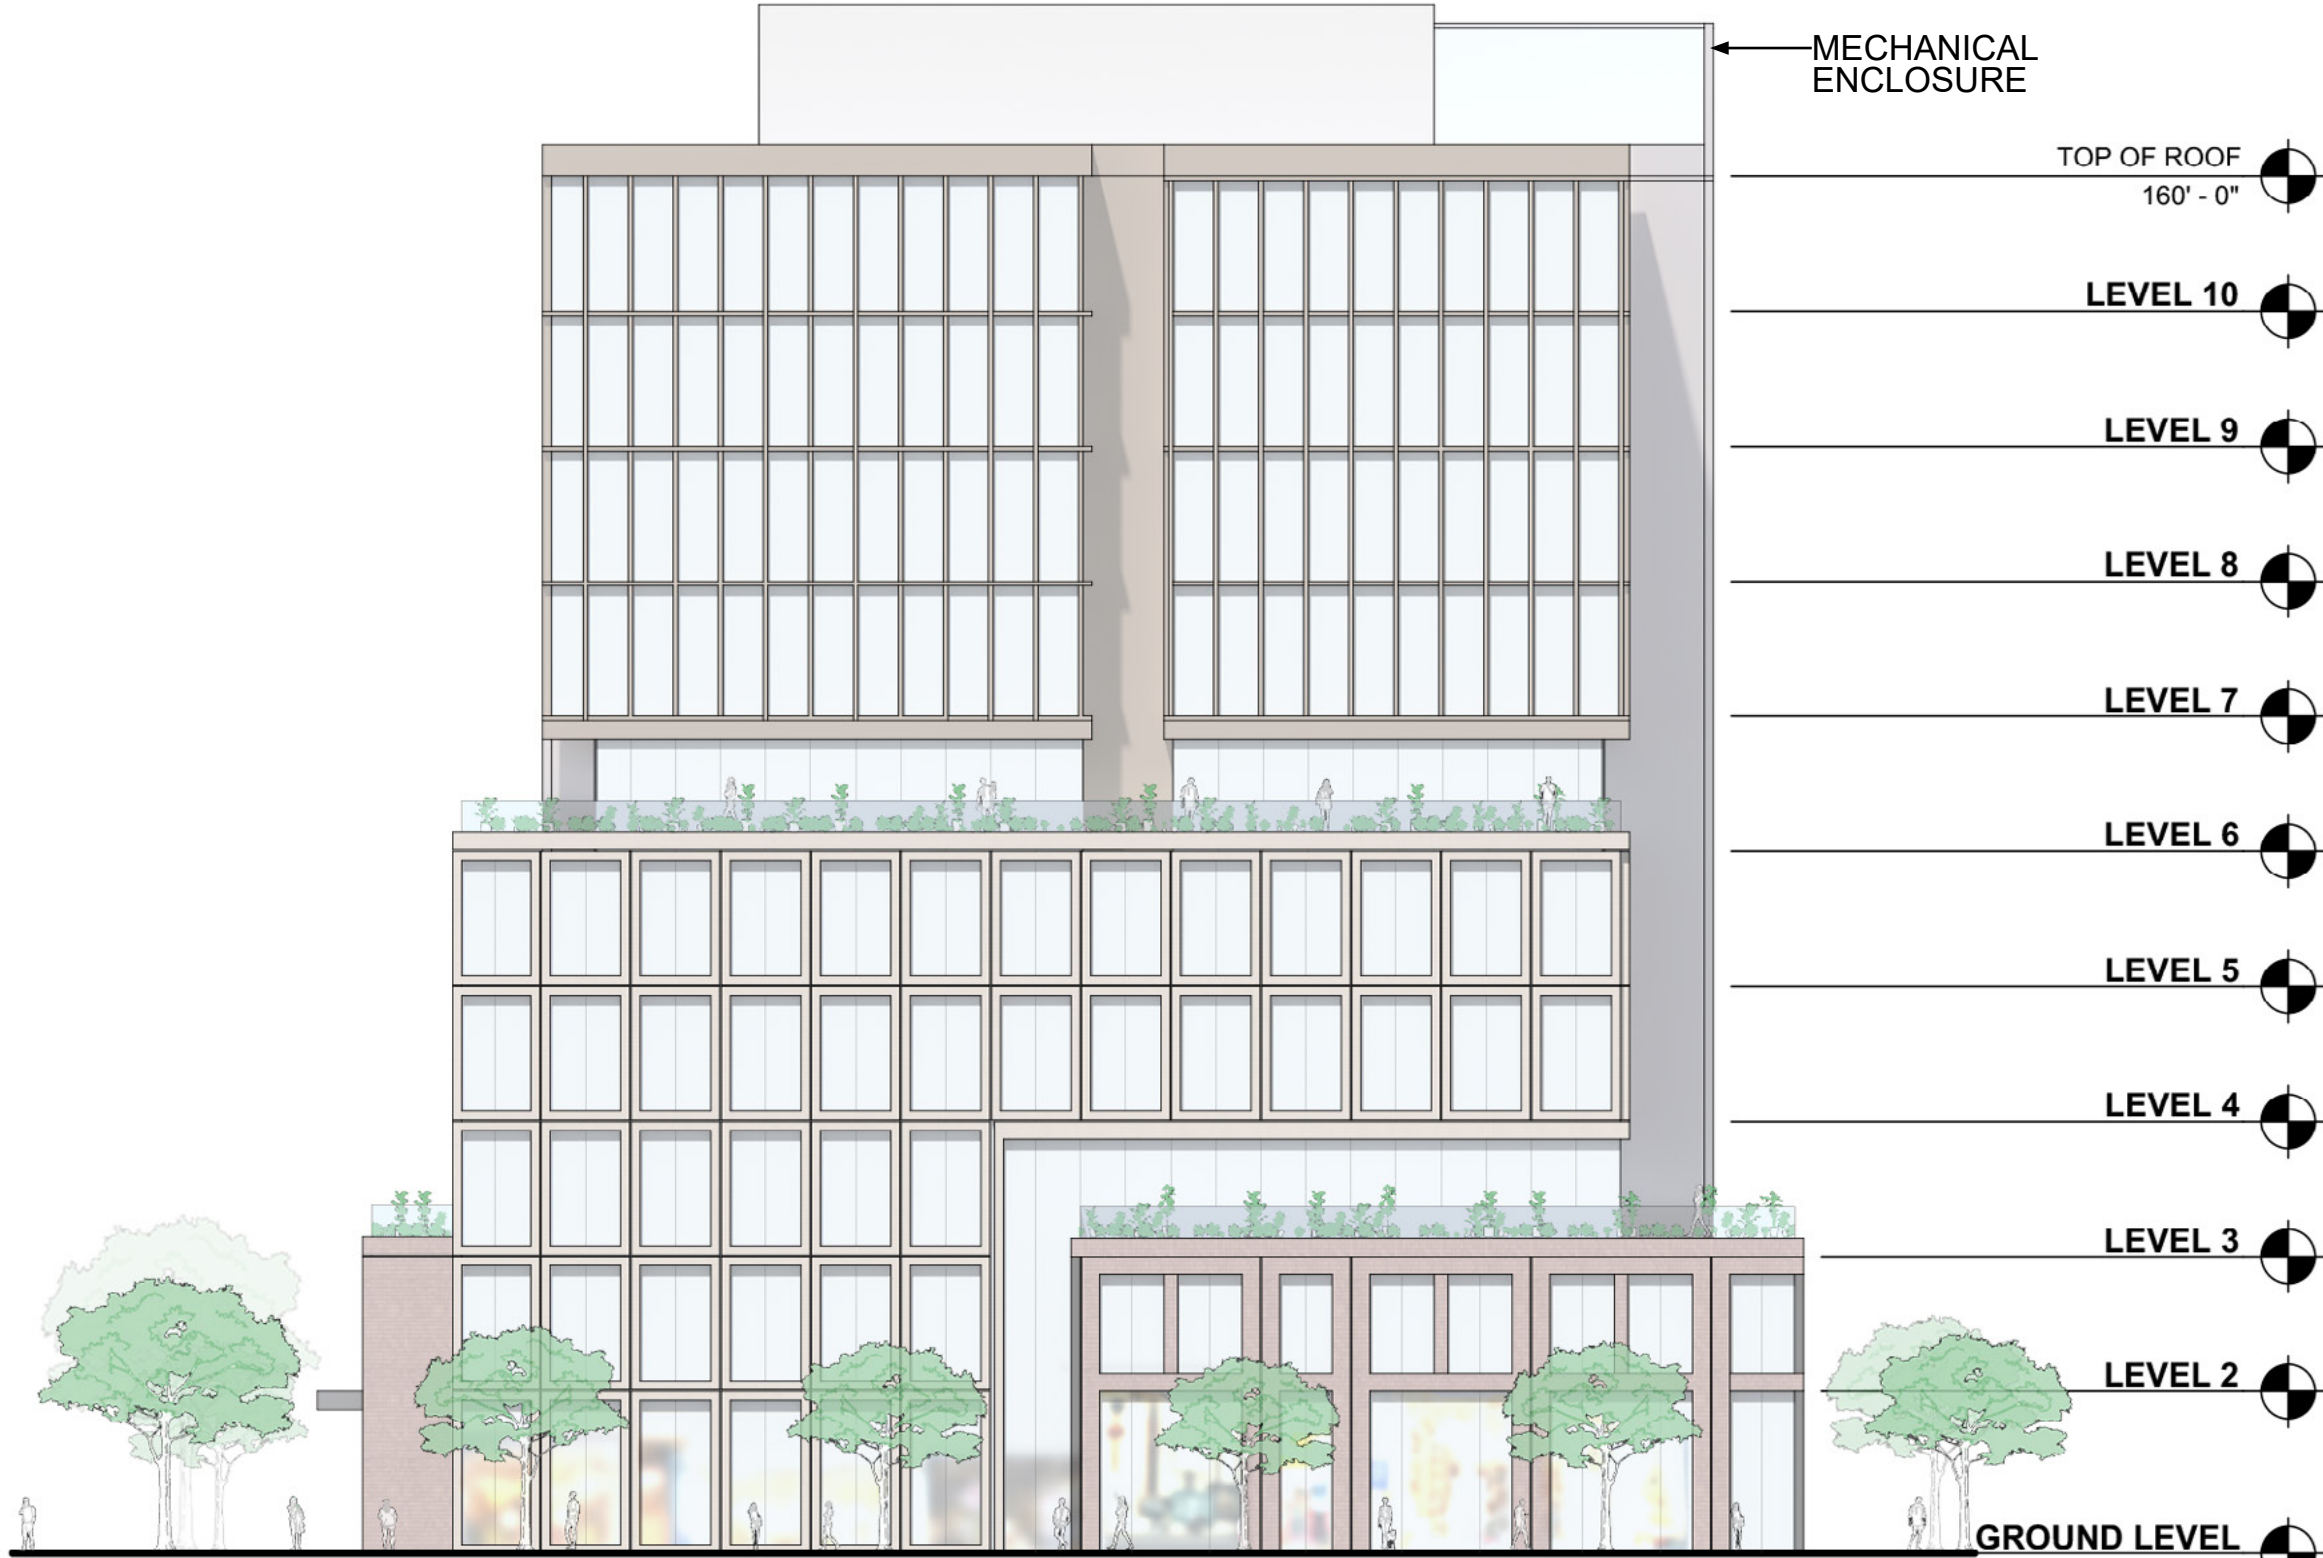 MECHANICAL
ENCLOSURE
TOP OF ROOF
160' - 0"
LEVEL 10
LEVEL 9
LEVEL 8
LEVEL 7
LEVEL 6
LEVEL 5
LEVEL 4
LEVEL 3
LEVEL 2
GROUND LEVEL